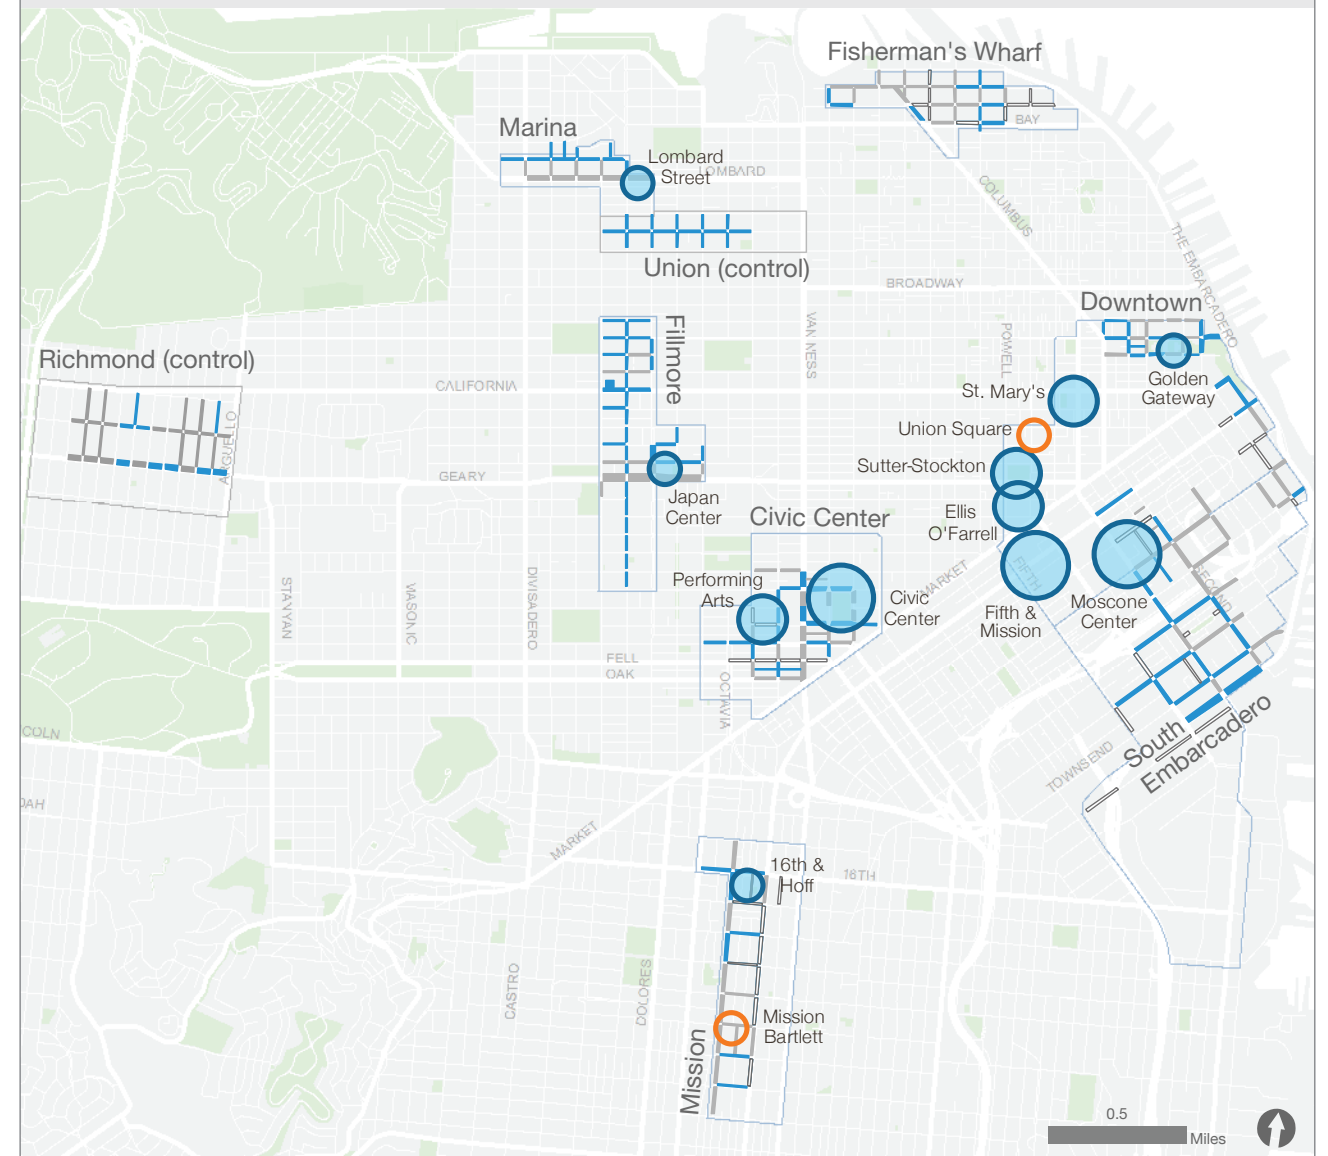 Fisherman's Wharf
BAY
Marina
Lombard
Street
LOMBARD
COLUMBUS
THE EMBARCADERO
Union (control)
BROADWAY
Downtown
VAN NESS
POWELL
Fillmore
Richmond (control)
CALIFORNIA
St. Mary's
Golden
Gateway
ARGUELLO
Union Square
GEARY
Sutter-Stockton
Japan
Center
Civic Center
Ellis
O'Farrell
MARKET
FIFTH
SECOND
STANYAN
MASONIC
DIVISADERO
Performing
Arts
Civic
Center
Fifth &
Mission
Moscone
Center
FELL
OAK
OCTAVIA
COLN
South
Embarcadero
TOWNSEND
DAH
MARKET
16th &
Hoff
16TH
CASTRO
DOLORES
Mission
Mission
Bartlett
0.5
Miles